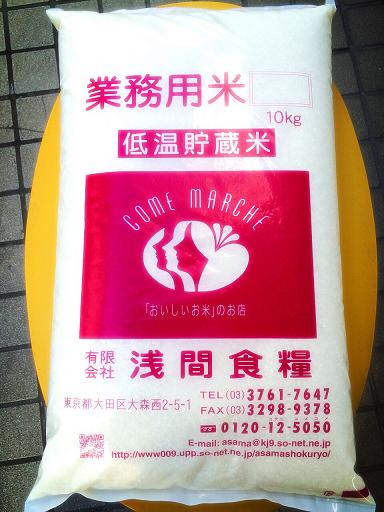 業務用米
10kg
低温貯蔵米
COME MARCHE
「おいしいお米」のお店
有限会社 浅間食糧
東京都大田区大森西2-5-1
TEL (03) 3761-7647
FAX (03) 3298-9378
0120-12-5050
E-mail: asama@kj9.so-net.ne.jp
http://www009.upp.so-net.ne.jp/asamashokuryo/